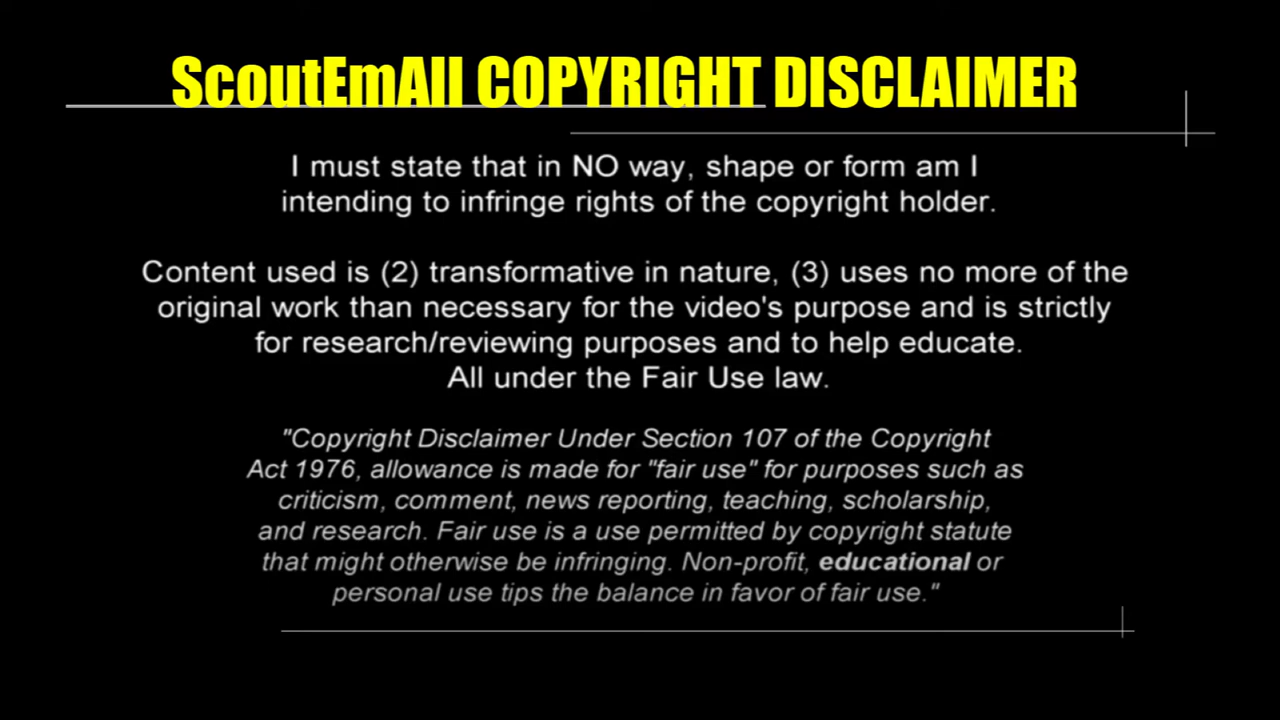 ScoutEmAll COPYRIGHT DISCLAIMER
I must state that in NO way, shape or form am I
intending to infringe rights of the copyright holder.
Content used is (2) transformative in nature, (3) uses no more of the
original work than necessary for the video's purpose and is strictly
for research/reviewing purposes and to help educate.
All under the Fair Use law.
"Copyright Disclaimer Under Section 107 of the Copyright
Act 1976, allowance is made for "fair use" for purposes such as
criticism, comment, news reporting, teaching, scholarship,
and research. Fair use is a use permitted by copyright statute
that might otherwise be infringing. Non-profit, educational or
personal use tips the balance in favor of fair use."